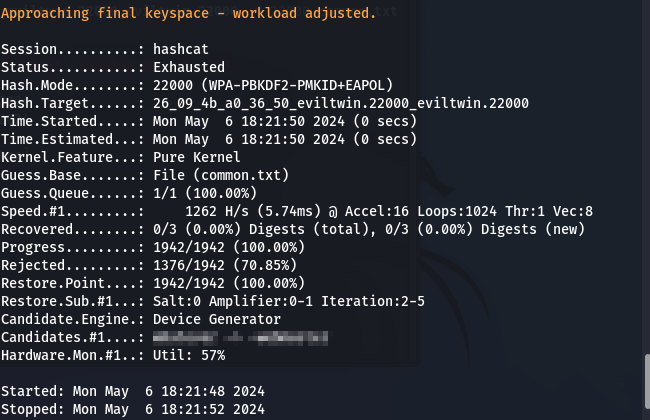 Approaching final keyspace - workload adjusted.
Session..........: hashcat
Status...........: Exhausted
Hash.Mode........: 22000 (WPA-PBKDF2-PMKID+EAPOL)
Hash.Target......: 26_09_4b_a0_36_50_eviltwin.22000_eviltwin.22000
Time.Started.....: Mon May  6 18:21:50 2024 (0 secs)
Time.Estimated...: Mon May  6 18:21:50 2024 (0 secs)
Kernel.Feature...: Pure Kernel
Guess.Base.......: File (common.txt)
Guess.Queue......: 1/1 (100.00%)
Speed.#1.........:     1262 H/s (5.74ms) @ Accel:16 Loops:1024 Thr:1 Vec:8
Recovered........: 0/3 (0.00%) Digests (total), 0/3 (0.00%) Digests (new)
Progress.........: 1942/1942 (100.00%)
Rejected.........: 1376/1942 (70.85%)
Restore.Point....: 1942/1942 (100.00%)
Restore.Sub.#1...: Salt:0 Amplifier:0-1 Iteration:2-5
Candidate.Engine.: Device Generator
Candidates.#1....:
Hardware.Mon.#1..: Util: 57%
Started: Mon May  6 18:21:48 2024
Stopped: Mon May  6 18:21:52 2024